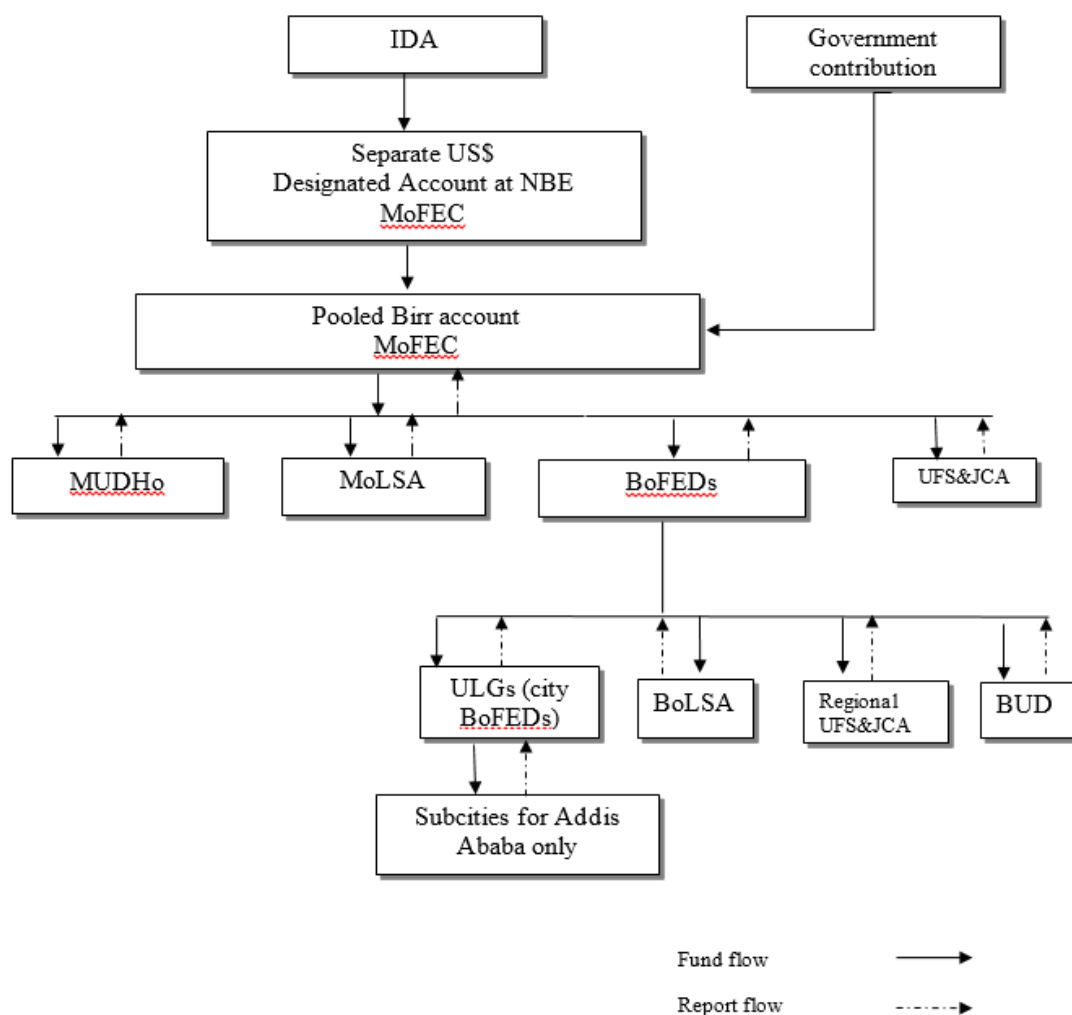 IDA
Government
contribution
Separate US$
Designated Account at NBE
MoFEC
Pooled Birr account
MoFEC
MUDHo
MoLSA
BoFEDs
UFS&JCA
ULGs (city
BoFEDs)
BoLSA
Regional
UFS&JCA
BUD
Subcities for Addis
Ababa only
Fund flow
Report flow